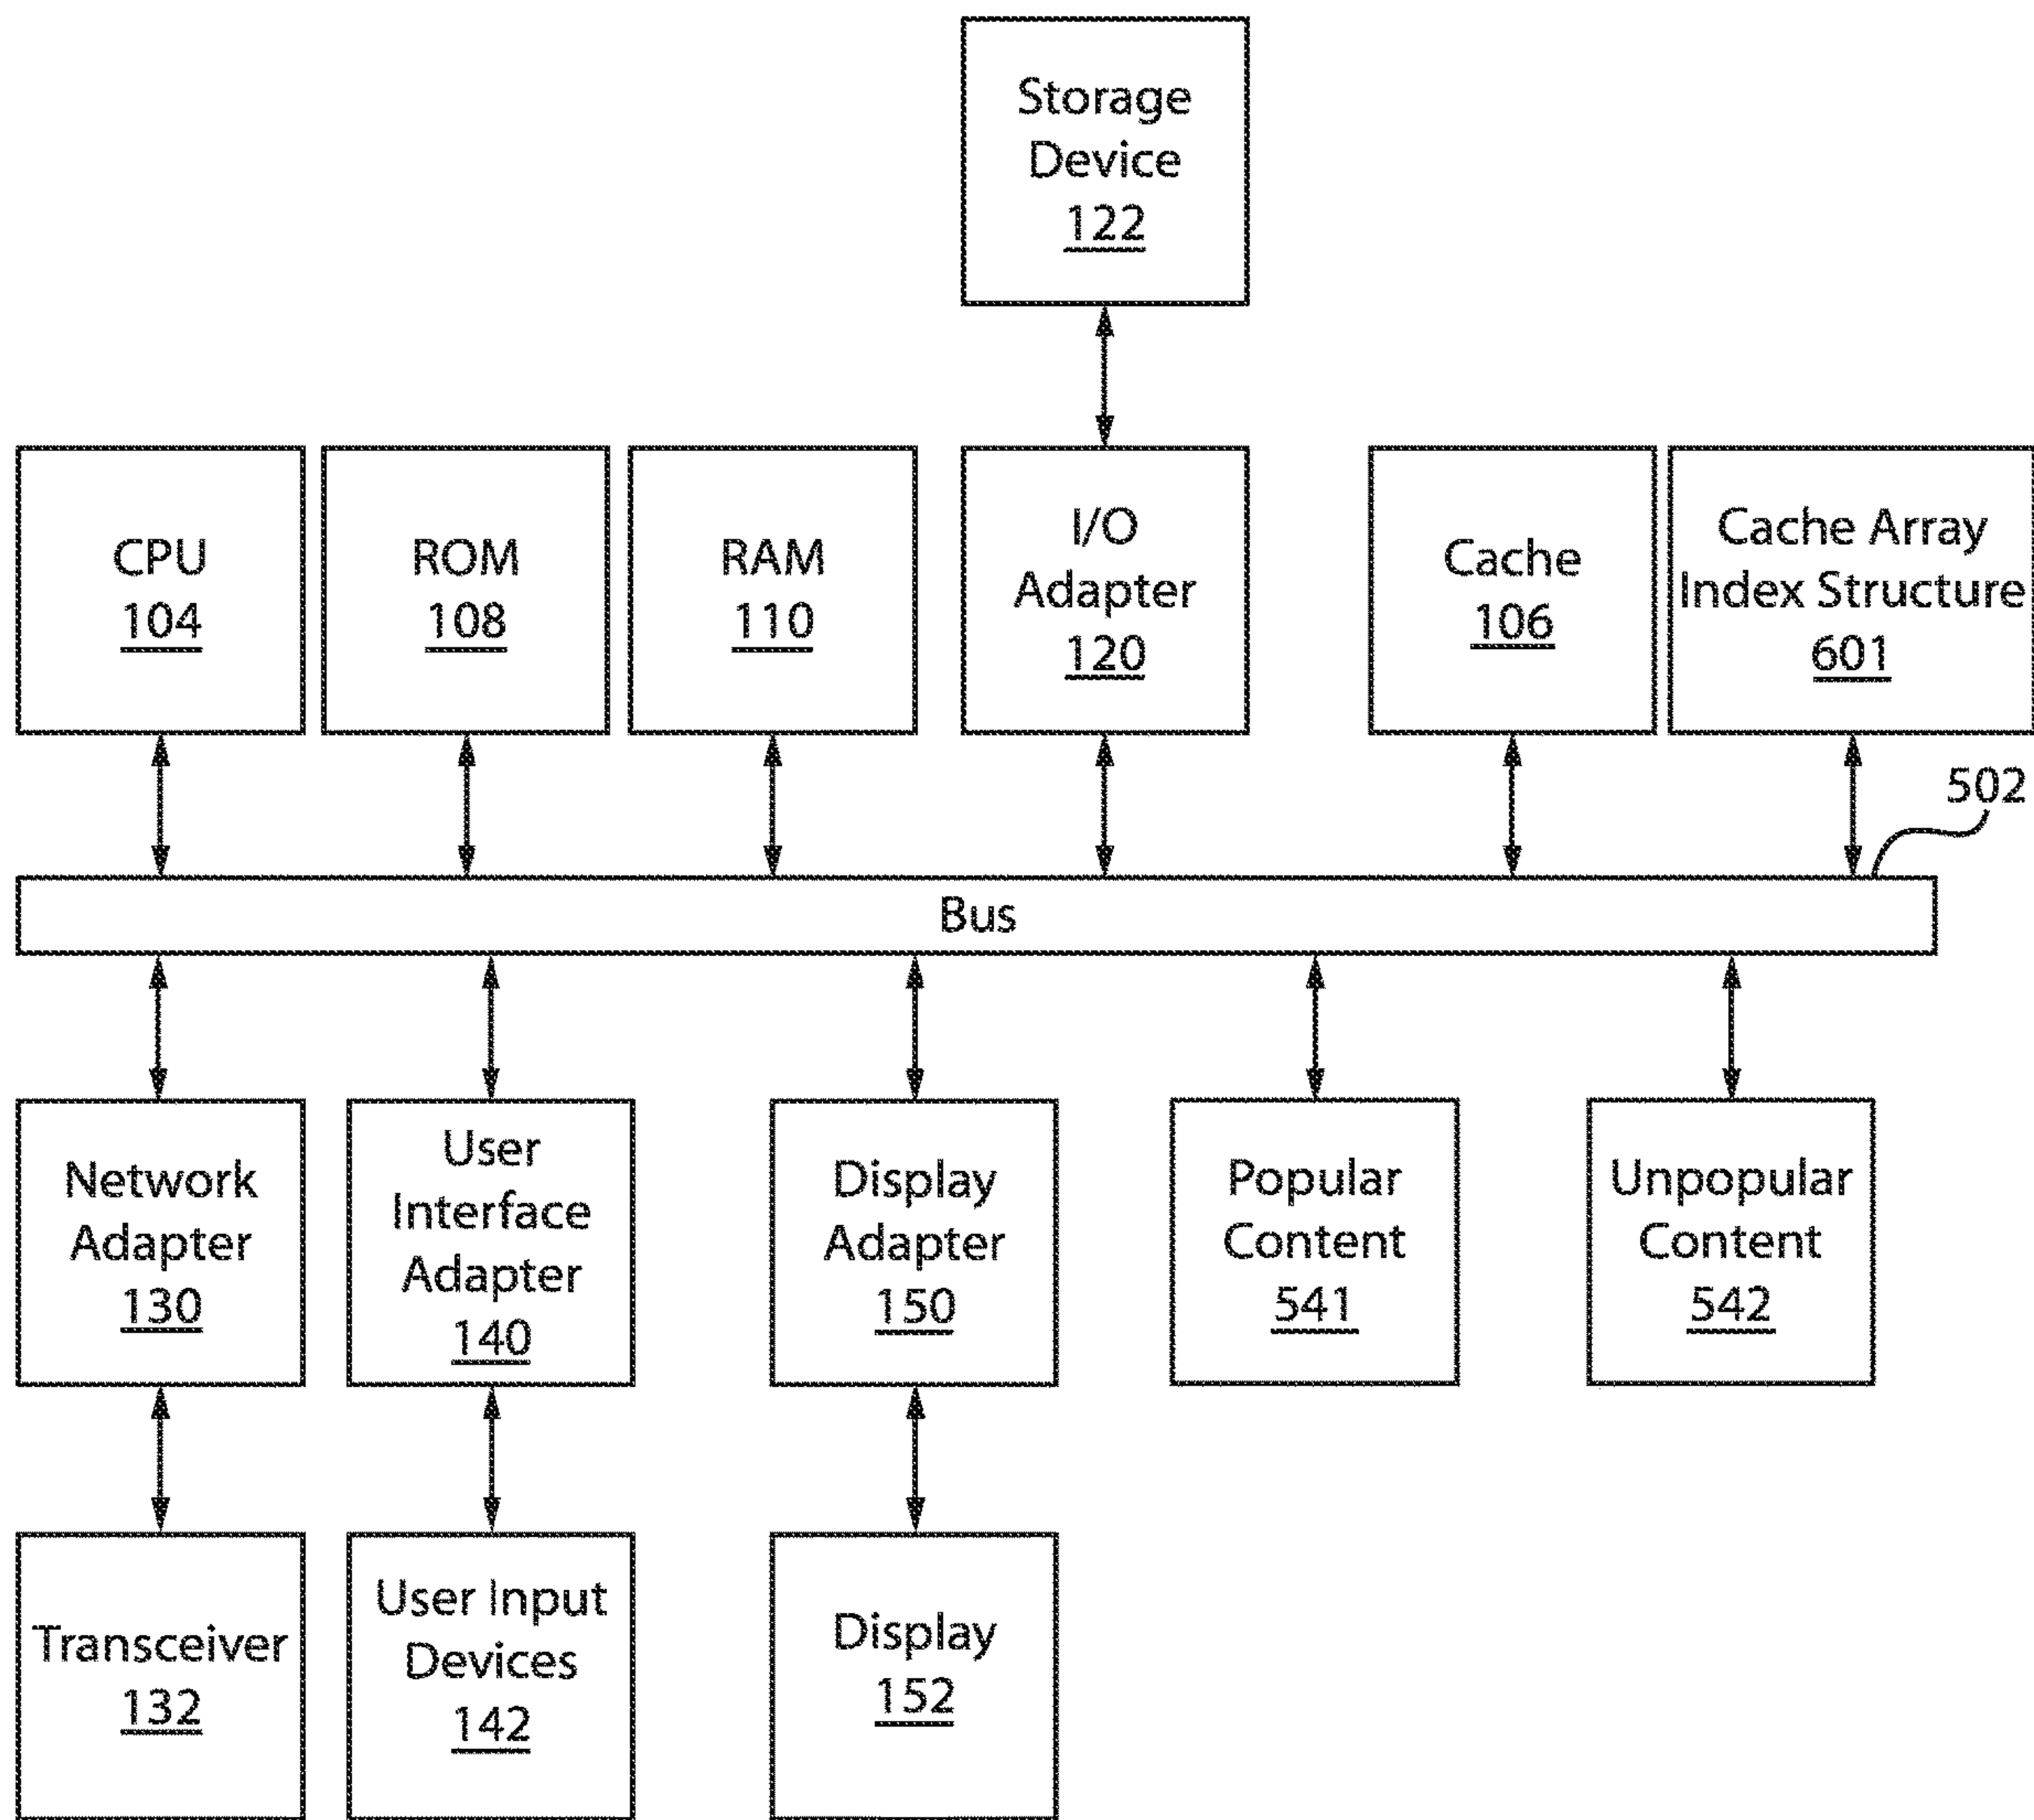 Storage
Device
122
CPU
104
ROM
108
RAM
110
I/O
Adapter
120
Cache
106
Cache Array
Index Structure
601
502
Bus
Network
Adapter
130
User
Interface
Adapter
140
Display
Adapter
150
Popular
Content
541
Unpopular
Content
542
Transceiver
132
User Input
Devices
142
Display
152